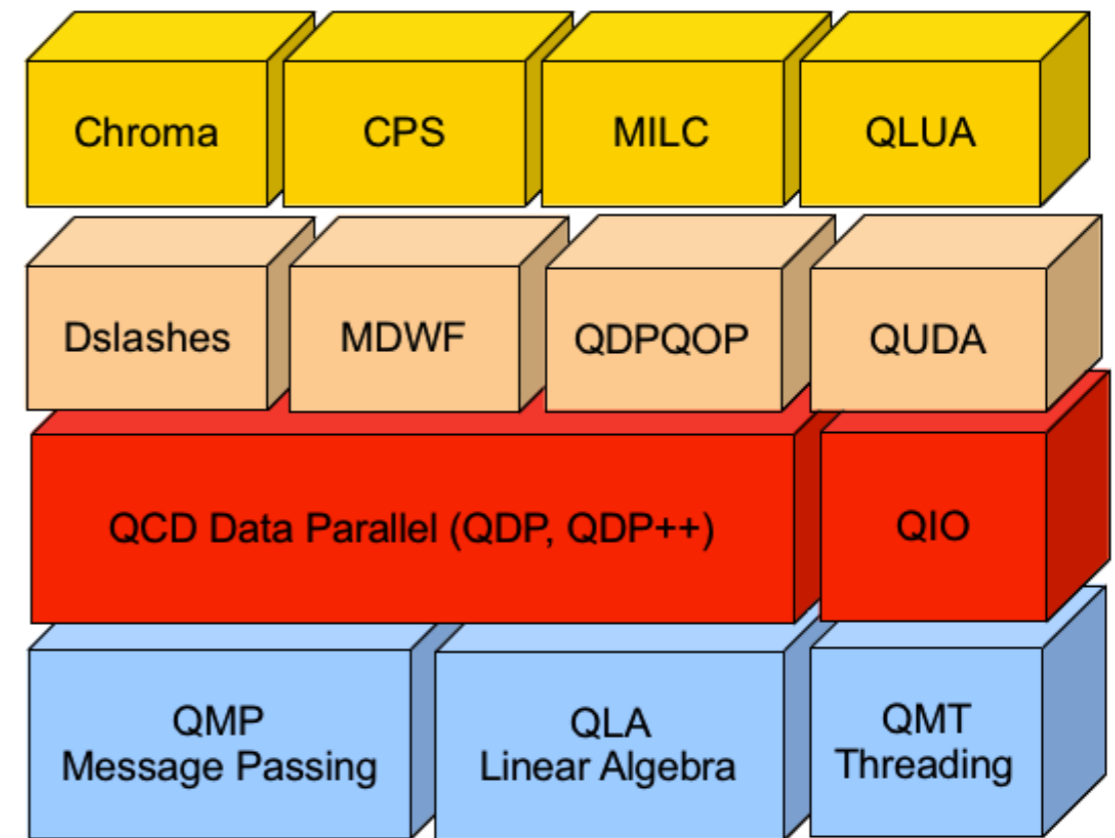 Chroma
CPS
MILC
QLUA
Dslashes
MDWF
QDPQOP
QUDA
QCD Data Parallel (QDP, QDP++)
QIO
QMP
Message Passing
QLA
Linear Algebra
QMT
Threading